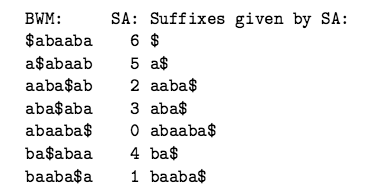 BWM: SA: Suffixes given by SA:
$abaaba 6 $
a$abaab 5 a$
aaba$ab 2 aaba$
aba$aba 3 aba$
abaaba$ 0 abaaba$
ba$abaa 4 ba$
baaba$a 1 baaba$